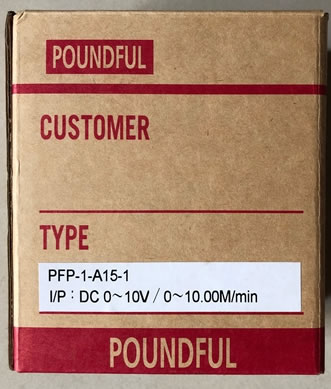 POUNDFUL
CUSTOMER
TYPE
PFP-1-A15-1
I/P : DC 0～10V / 0～10.00M/min
POUNDFUL